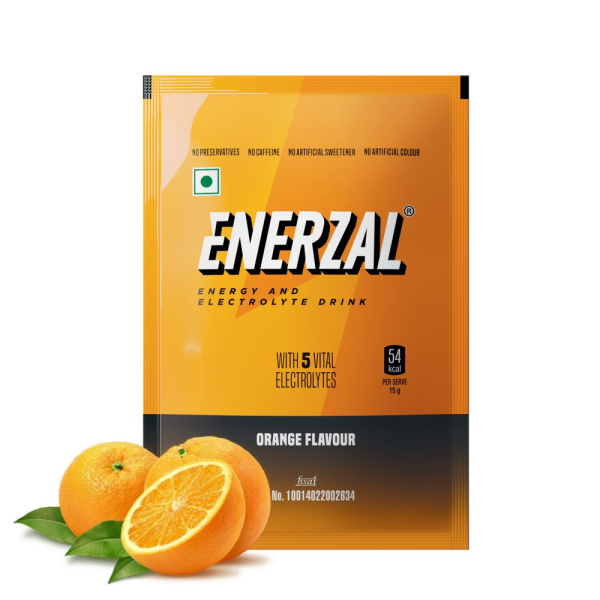 NO PRESERVATIVES NO CAFFEINE NO ARTIFICIAL SWEETENER NO ARTIFICIAL COLOUR
ENERZAL®
ENERGY AND
ELECTROLYTE DRINK
WITH 5 VITAL
ELECTROLYTES
54
kcal
PER SERVE
15 g
ORANGE FLAVOUR
fssai
No. 10014022002634